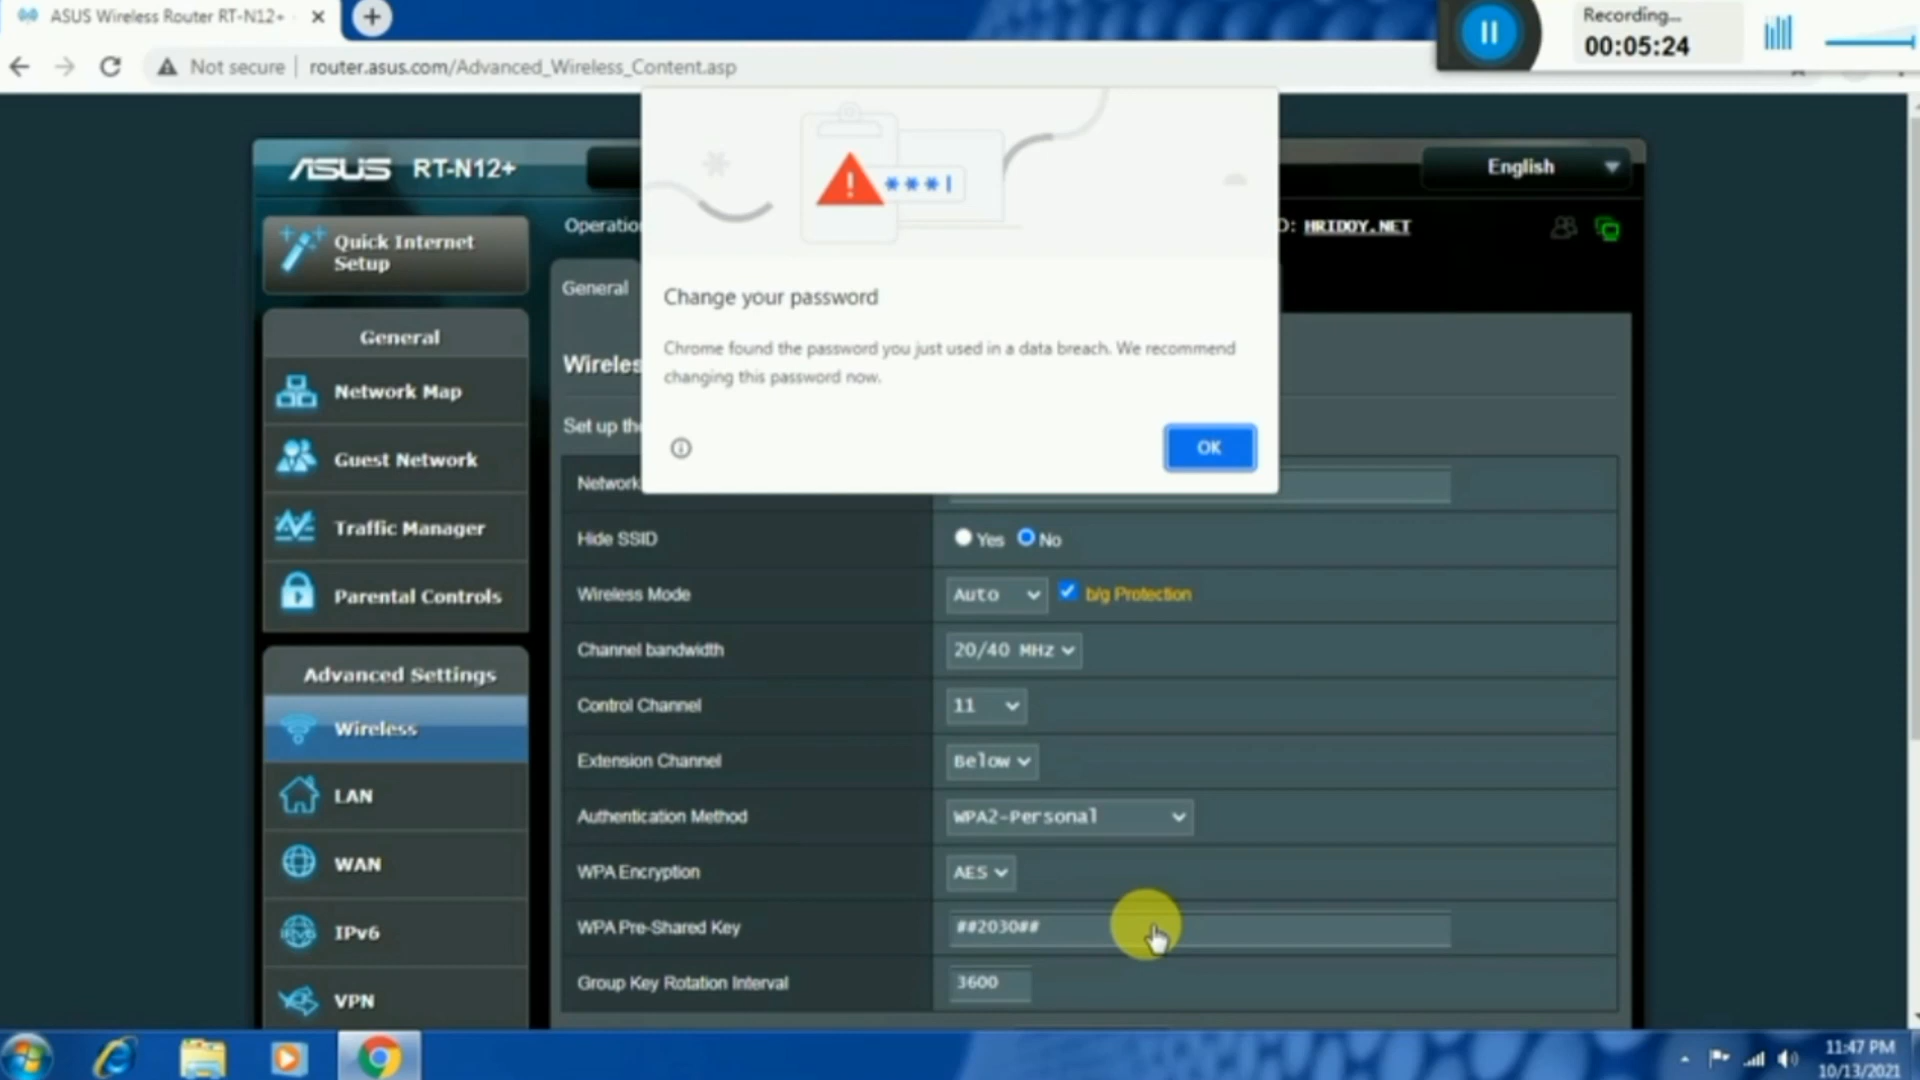 ASUS Wireless Router RT-N12+
Recording...
00:05:24
Not secure
router.asus.com/Advanced_Wireless_Content.asp
ASUS RT-N12+
English
Quick Internet
Setup
HRIDOY.NET
General
***
Change your password
Chrome found the password you just used in a data breach. We recommend
changing this password now.
OK
General
Network Map
Guest Network
Traffic Manager
Parental Controls
Advanced Settings
Wireless
LAN
WAN
IPv6
VPN
Set up
Network
Hide SSID
Yes No
Wireless Mode
Auto b/g Protection
Channel bandwidth
20/40 MHz
Control Channel
11
Extension Channel
Below
Authentication Method
WPA2-Personal
WPA Encryption
AES
WPA Pre-Shared Key
##2030##
Group Key Rotation Interval
3600
11:47 PM
10/13/2021